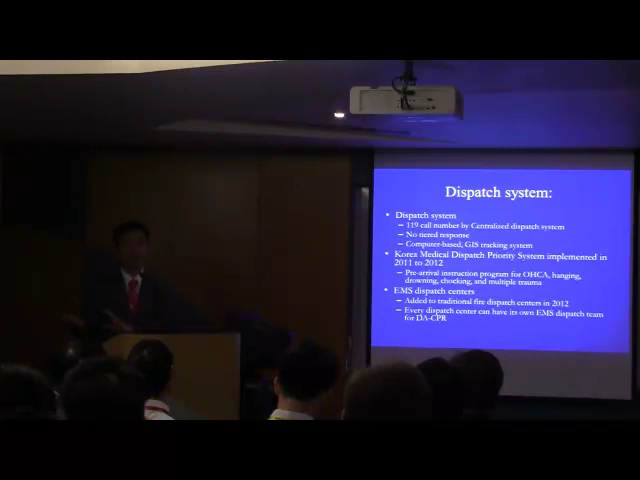 Dispatch system:
• Dispatch system
– 119 call number by Centralized dispatch system
– No tiered response
– Computer-based, GIS tracking system
• Korea Medical Dispatch Priority System implemented in
2011 to 2012
– Pre-arrival instruction program for OHCA, hanging,
drowning, chocking, and multiple trauma
• EMS dispatch centers
– Added to traditional fire dispatch centers in 2012
– Every dispatch center can have its own EMS dispatch team
for DA-CPR